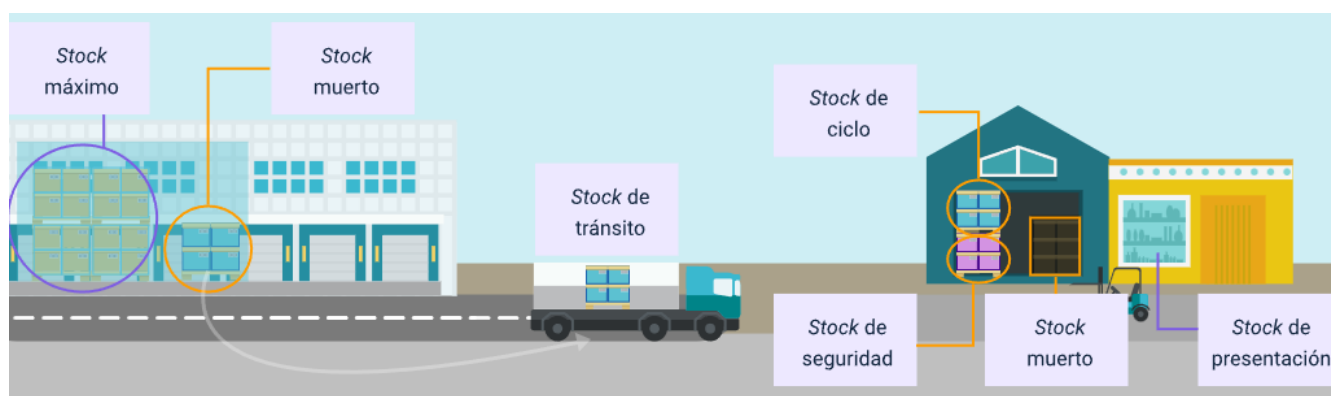 Stock
máximo
Stock
muerto
Stock de
tránsito
Stock de
ciclo
Stock de
seguridad
Stock
muerto
Stock de
presentación